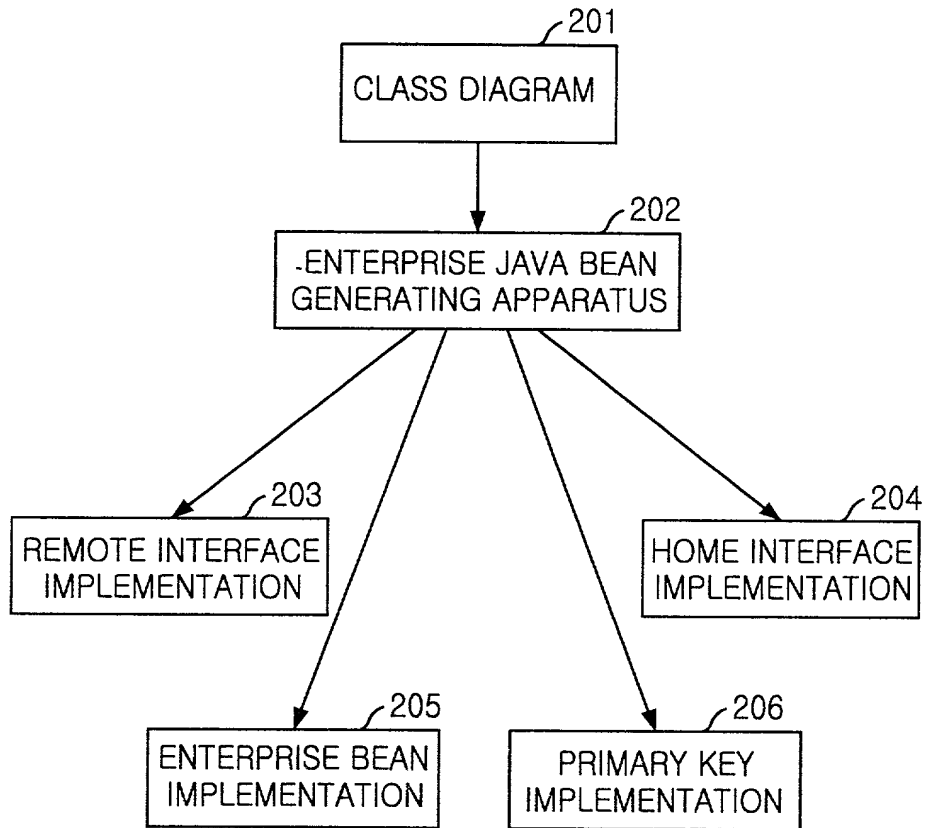 201
CLASS DIAGRAM
202
ENTERPRISE JAVA BEAN
GENERATING APPARATUS
203
REMOTE INTERFACE
IMPLEMENTATION
204
HOME INTERFACE
IMPLEMENTATION
205
ENTERPRISE BEAN
IMPLEMENTATION
206
PRIMARY KEY
IMPLEMENTATION